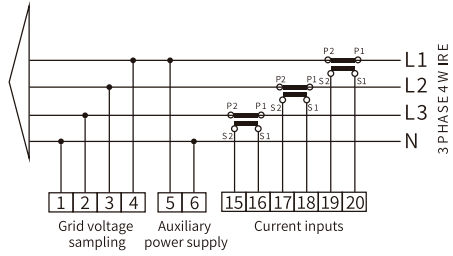 P2 P1 L1
S2 S1
P2 P1 L2
S2 S1
P2 P1 L3
S2 S1 N
3 PHASE 4 WIRE
1 2 3 4 5 6 15 16 17 18 19 20
Grid voltage sampling
Auxiliary power supply
Current inputs